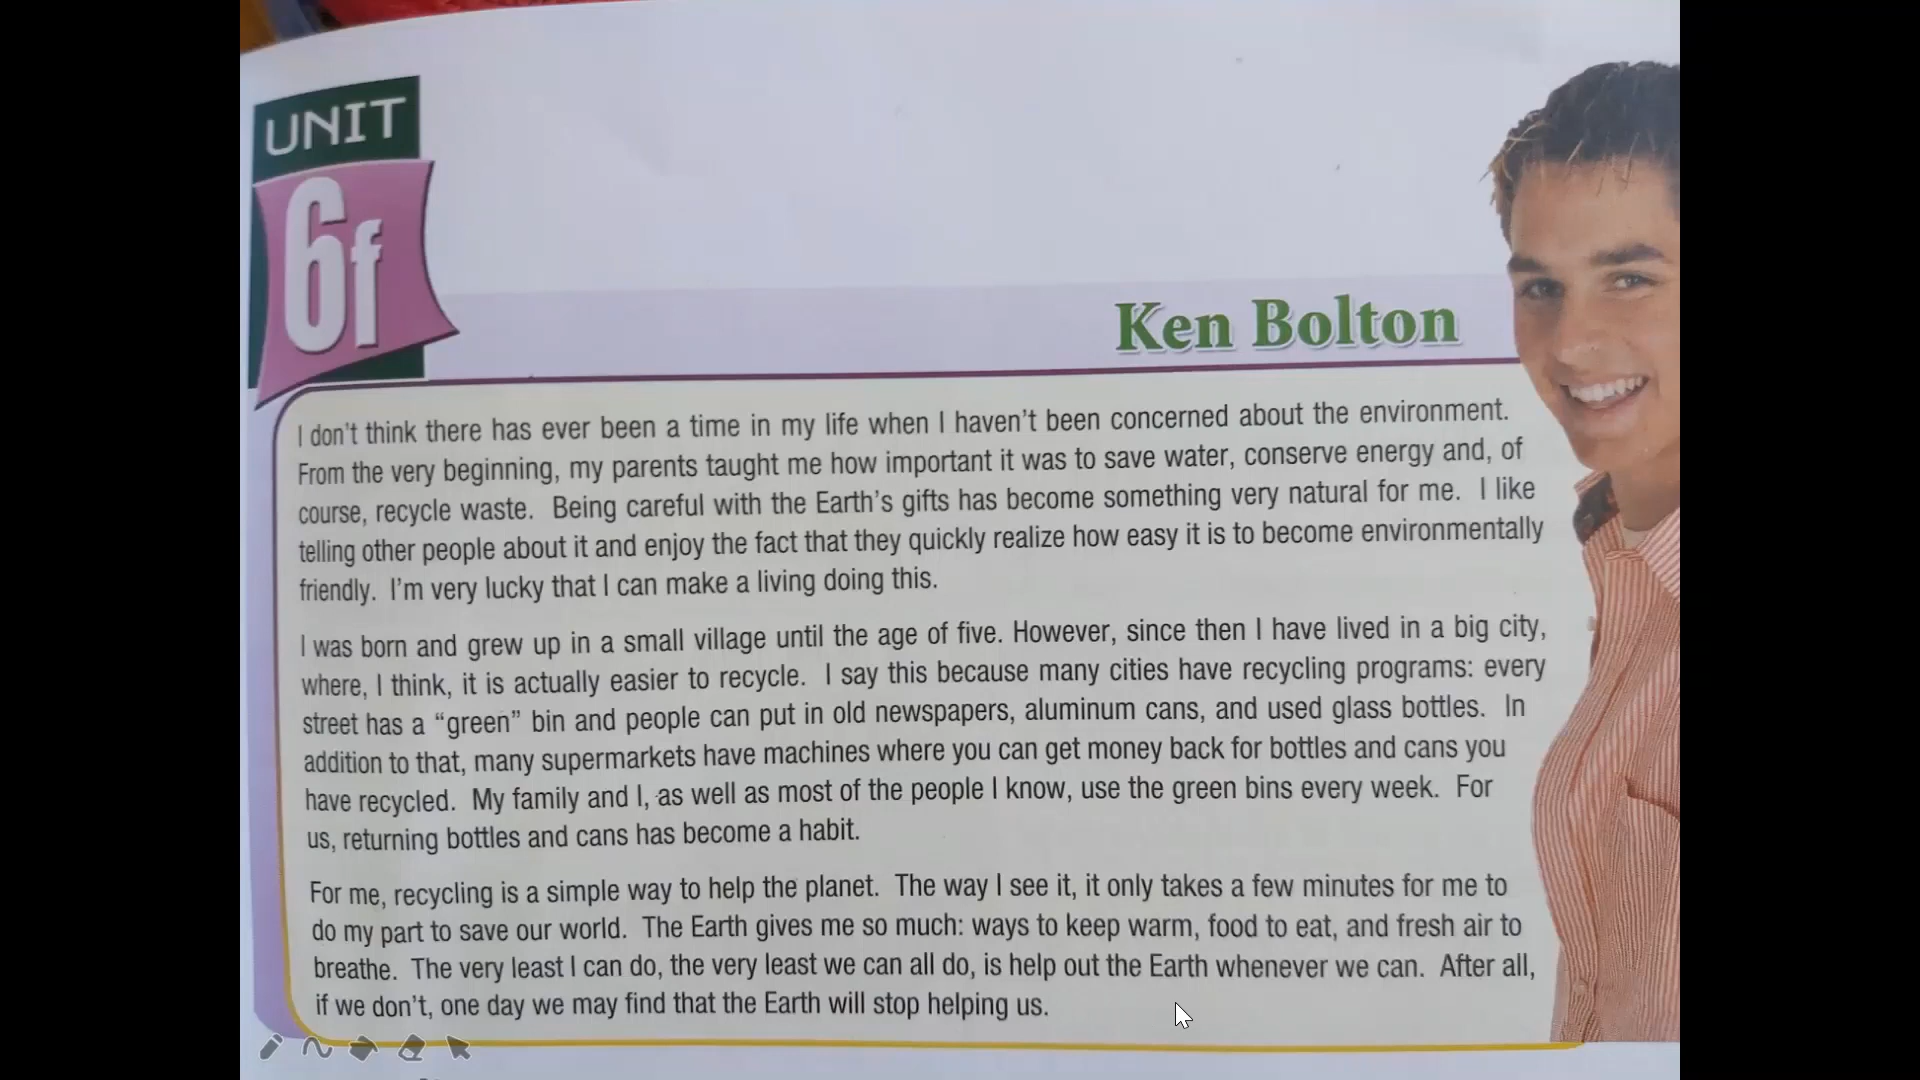 UNIT
6f
Ken Bolton
I don't think there has ever been a time in my life when I haven't been concerned about the environment.
From the very beginning, my parents taught me how important it was to save water, conserve energy and, of
course, recycle waste. Being careful with the Earth's gifts has become something very natural for me. I like
telling other people about it and enjoy the fact that they quickly realize how easy it is to become environmentally
friendly. I'm very lucky that I can make a living doing this.
I was born and grew up in a small village until the age of five. However, since then I have lived in a big city,
where, I think, it is actually easier to recycle. I say this because many cities have recycling programs: every
street has a “green” bin and people can put in old newspapers, aluminum cans, and used glass bottles. In
addition to that, many supermarkets have machines where you can get money back for bottles and cans you
have recycled. My family and I, as well as most of the people I know, use the green bins every week. For
us, returning bottles and cans has become a habit.
For me, recycling is a simple way to help the planet. The way I see it, it only takes a few minutes for me to
do my part to save our world. The Earth gives me so much: ways to keep warm, food to eat, and fresh air to
breathe. The very least I can do, the very least we can all do, is help out the Earth whenever we can. After all,
if we don't, one day we may find that the Earth will stop helping us.